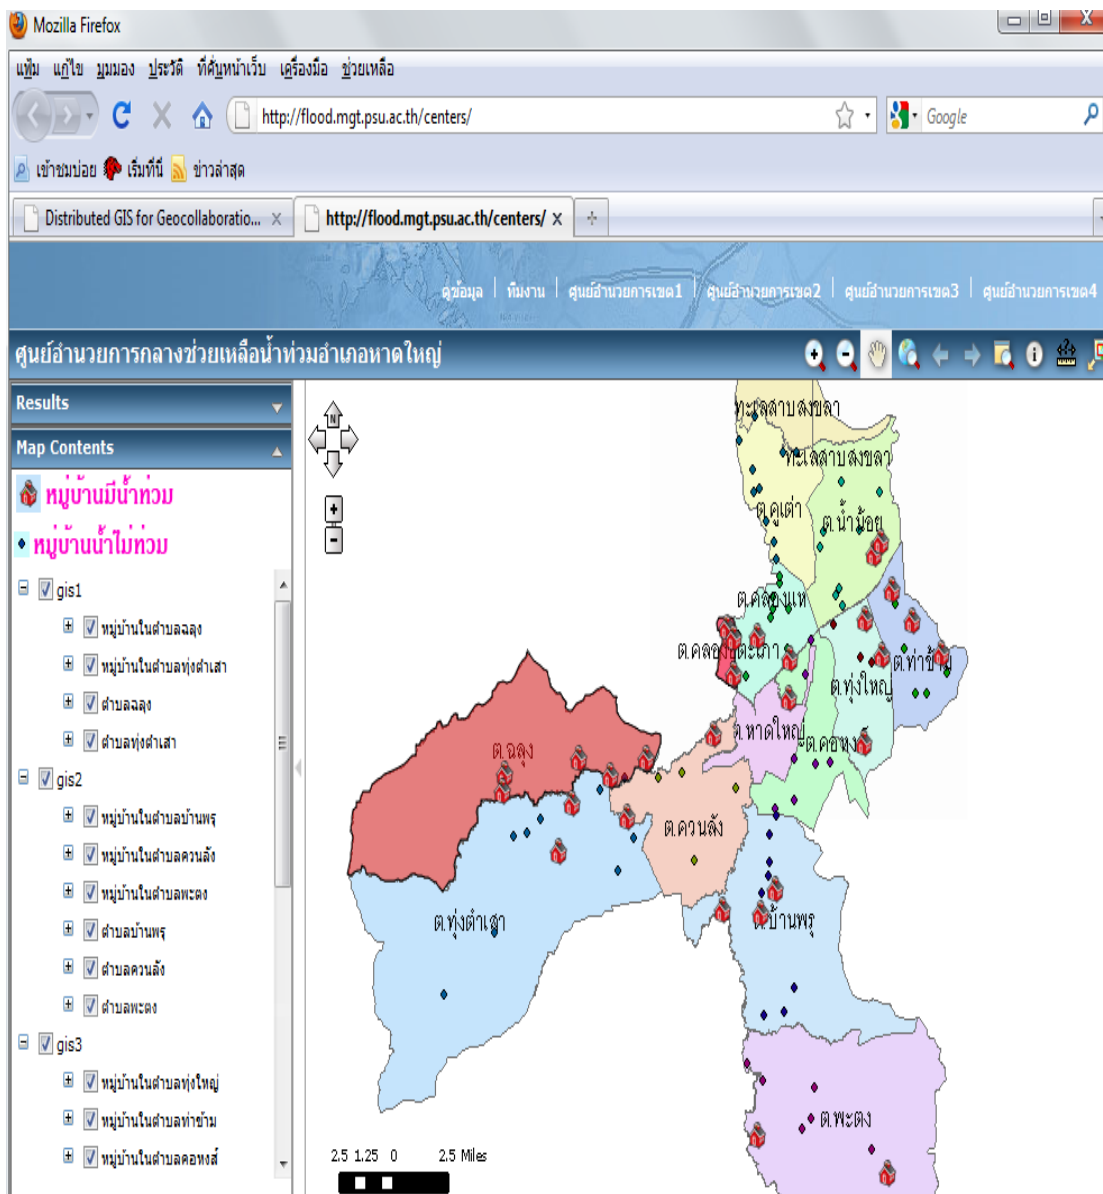 Mozilla Firefox
แฟ้ม แก้ไข มุมมอง ประวัติ ที่คั่นหน้าเว็บ เครื่องมือ ช่วยเหลือ
http://flood.mgt.psu.ac.th/centers/
Google
เข้าชมบ่อย เริ่มที่นี่ ข่าวล่าสุด
Distributed GIS for Geocollaboratio...
http://flood.mgt.psu.ac.th/centers/
ดูข้อมูล | ทีมงาน | ศูนย์อำนวยการเขต1 | ศูนย์อำนวยการเขต2 | ศูนย์อำนวยการเขต3 | ศูนย์อำนวยการเขต4
ศูนย์อำนวยการกลางช่วยเหลือน้ำท่วมอำเภอหาดใหญ่
Results
Map Contents
หมู่บ้านมีน้ำท่วม
หมู่บ้านน้ำไม่ท่วม
gis1
หมู่บ้านในตำบลฉลุง
หมู่บ้านในตำบลทุ่งตำเสา
ตำบลฉลุง
ตำบลทุ่งตำเสา
gis2
หมู่บ้านในตำบลบ้านพรุ
หมู่บ้านในตำบลควนลัง
หมู่บ้านในตำบลพะตง
ตำบลบ้านพรุ
ตำบลควนลัง
ตำบลพะตง
gis3
หมู่บ้านในตำบลทุ่งใหญ่
หมู่บ้านในตำบลท่าข้าม
หมู่บ้านในตำบลคอหงส์
N
ทะเลสาบสงขลา
ทะเลสาบสงขลา
ต.คูเต่า
ต.น้ำน้อย
ต.คลองแห
ต.คลองอู่ตะเภา
ต.ท่าข้าม
ต.ทุ่งใหญ่
ต.หาดใหญ่
ต.คอหงส์
ต.ฉลุง
ต.ควนลัง
ต.ทุ่งตำเสา
ต.บ้านพรุ
ต.พะตง
2.5 1.25 0 2.5 Miles